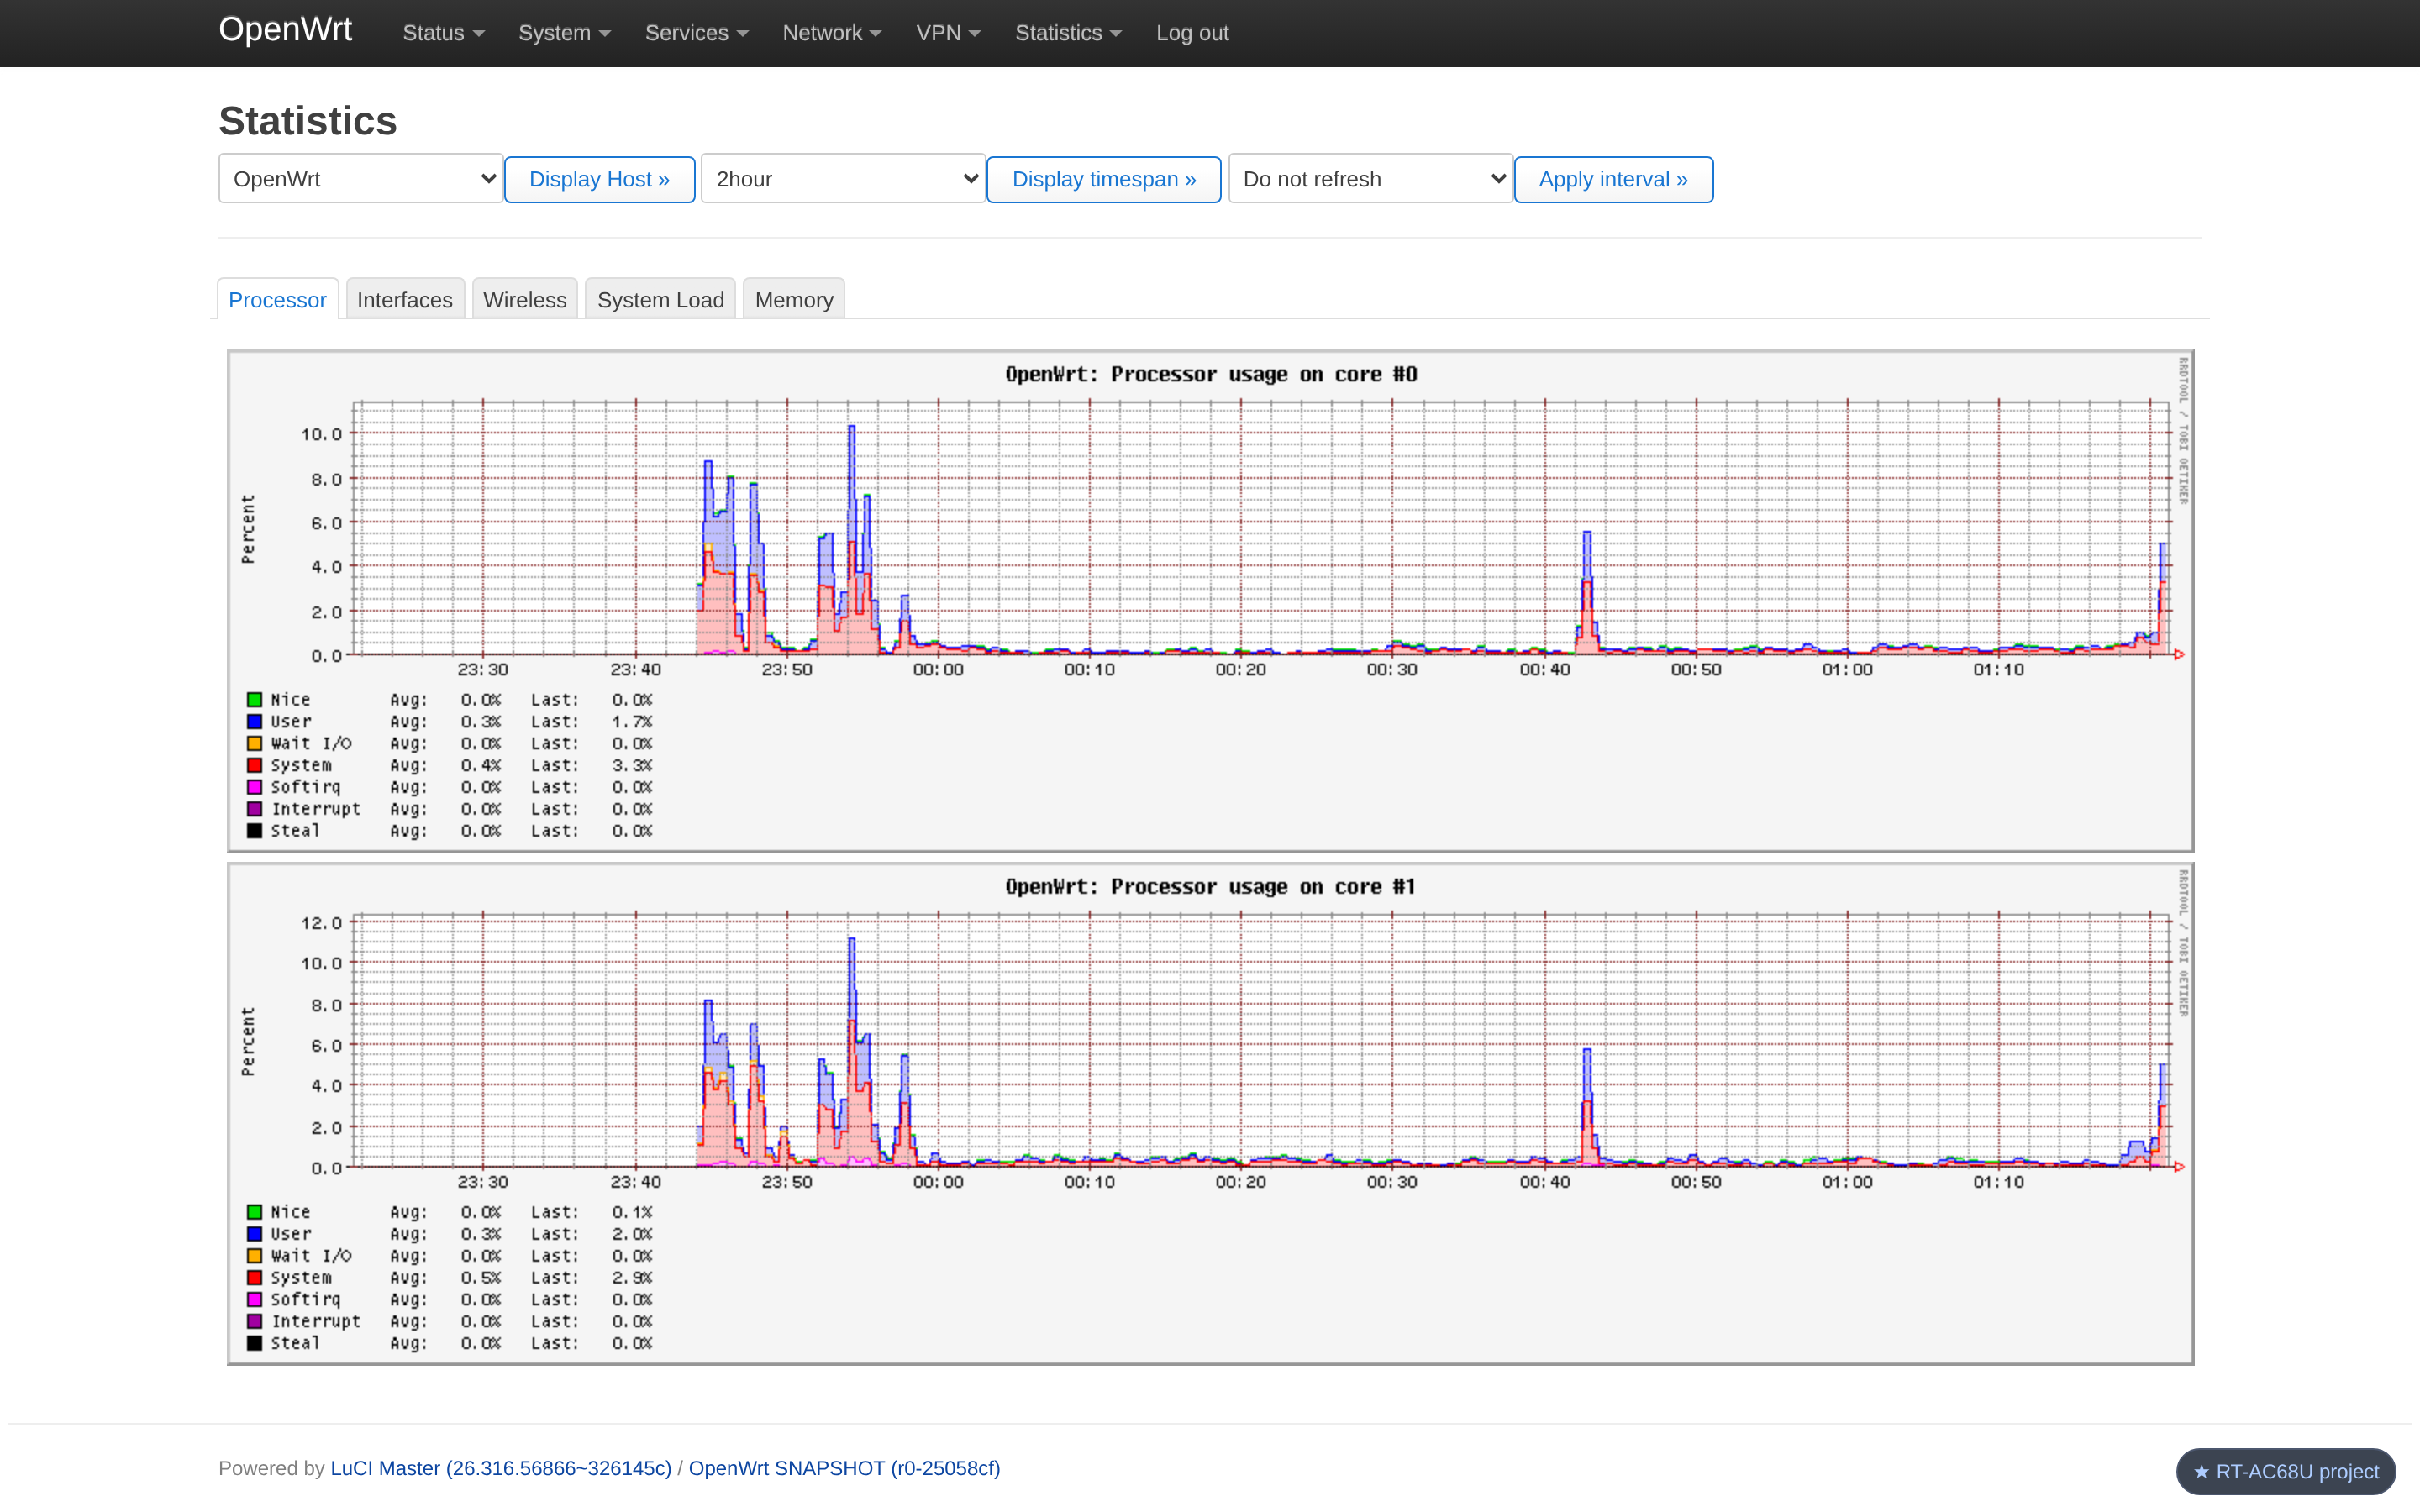 OpenWrt Status System Services Network VPN Statistics Log out
Statistics
OpenWrt Display Host » 2hour Display timespan » Do not refresh Apply interval »
Processor Interfaces Wireless System Load Memory
OpenWrt: Processor usage on core #0
RRDTOOL / TOBI OETIKER
Percent
10.0
8.0
6.0
4.0
2.0
0.0
23:30 23:40 23:50 00:00 00:10 00:20 00:30 00:40 00:50 01:00 01:10
Nice Avg: 0.0% Last: 0.0%
User Avg: 0.3% Last: 1.7%
Wait I/O Avg: 0.0% Last: 0.0%
System Avg: 0.4% Last: 3.3%
Softirq Avg: 0.0% Last: 0.0%
Interrupt Avg: 0.0% Last: 0.0%
Steal Avg: 0.0% Last: 0.0%
OpenWrt: Processor usage on core #1
RRDTOOL / TOBI OETIKER
Percent
12.0
10.0
8.0
6.0
4.0
2.0
0.0
23:30 23:40 23:50 00:00 00:10 00:20 00:30 00:40 00:50 01:00 01:10
Nice Avg: 0.0% Last: 0.1%
User Avg: 0.3% Last: 2.0%
Wait I/O Avg: 0.0% Last: 0.0%
System Avg: 0.5% Last: 2.9%
Softirq Avg: 0.0% Last: 0.0%
Interrupt Avg: 0.0% Last: 0.0%
Steal Avg: 0.0% Last: 0.0%
Powered by LuCI Master (26.316.56866~326145c) / OpenWrt SNAPSHOT (r0-25058cf)
★ RT-AC68U project